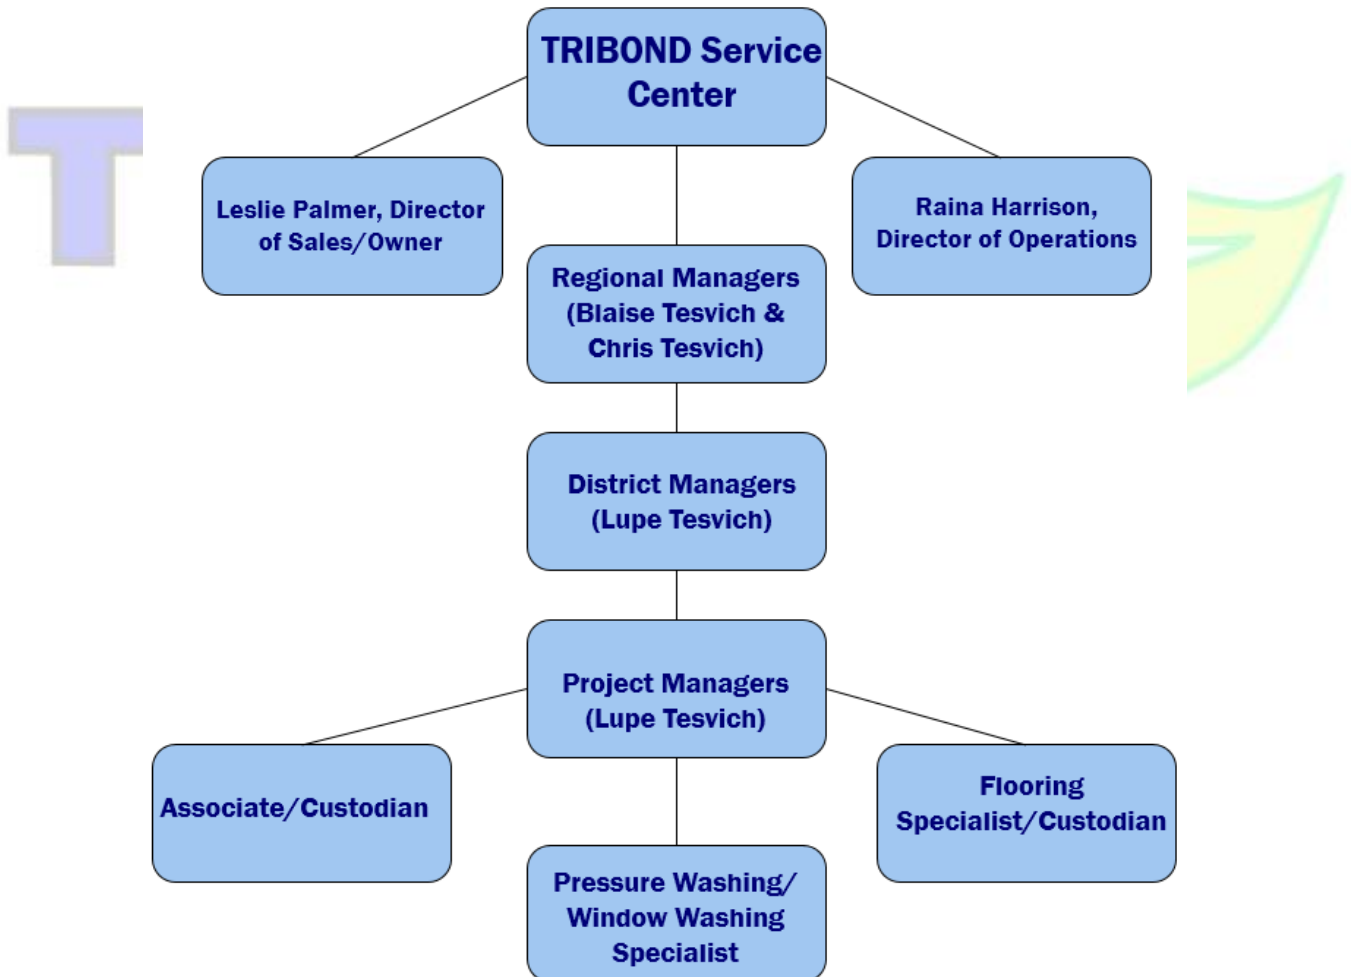 TRIBOND Service
Center
T
Leslie Palmer, Director
of Sales/Owner
Raina Harrison,
Director of Operations
Regional Managers
(Blaise Tesvich &
Chris Tesvich)
District Managers
(Lupe Tesvich)
Project Managers
(Lupe Tesvich)
Associate/Custodian
Flooring
Specialist/Custodian
Pressure Washing/
Window Washing
Specialist